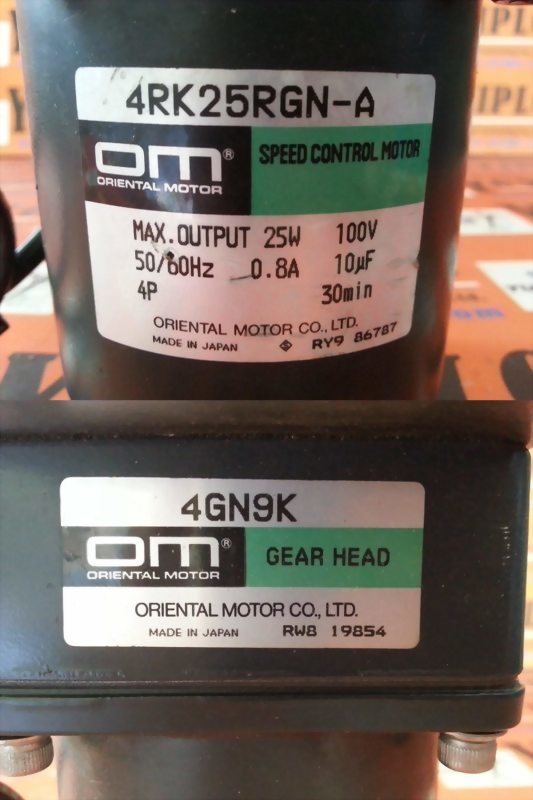 4RK25RGN-A
om®
ORIENTAL MOTOR
SPEED CONTROL MOTOR
MAX.OUTPUT 25W 100V
50/60Hz 0.8A 10µF
4P 30min
ORIENTAL MOTOR CO., LTD.
MADE IN JAPAN S RY9 86787
4GN9K
om®
ORIENTAL MOTOR
GEAR HEAD
ORIENTAL MOTOR CO., LTD.
MADE IN JAPAN RW8 19854